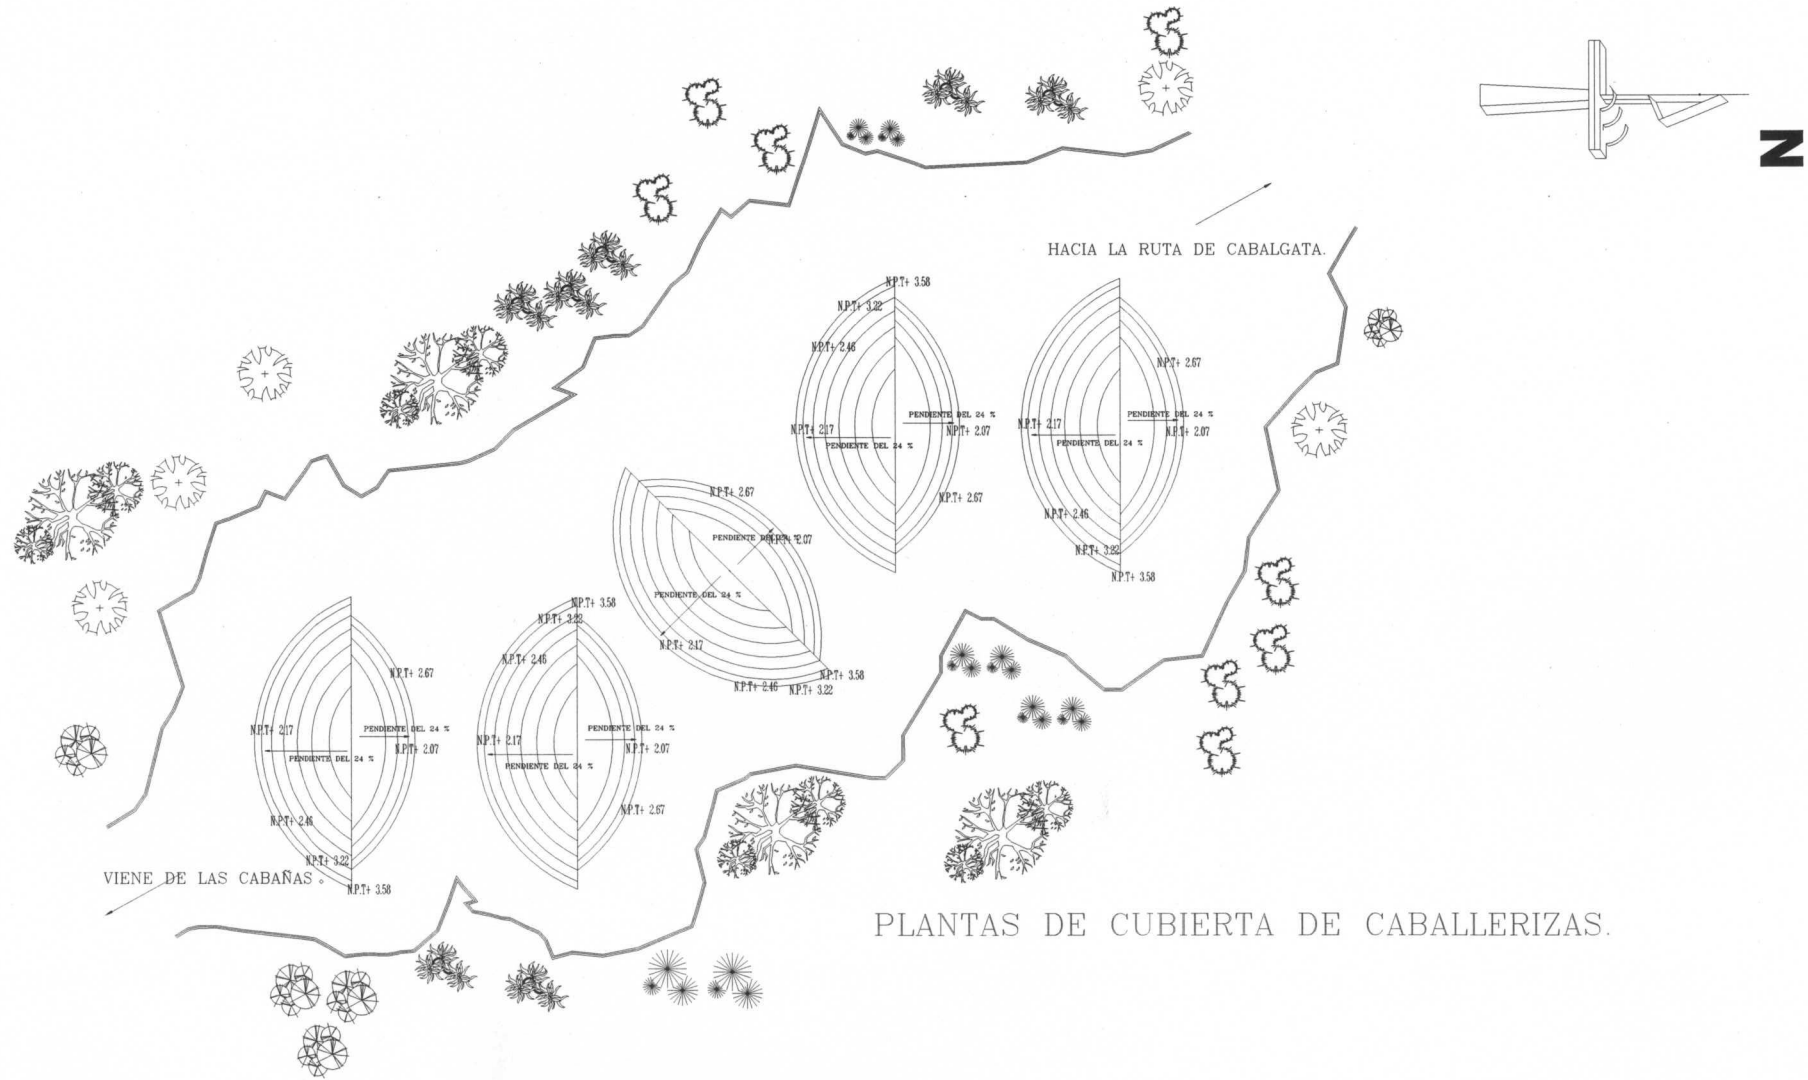 N
HACIA LA RUTA DE CABALGATA.
N.P.T+ 3.58
N.P.T+ 3.22
N.P.T+ 2.46
PENDIENTE DEL 24 %
N.P.T+ 2.17
N.P.T+ 2.07
PENDIENTE DEL 24 %
N.P.T+ 2.67
N.P.T+ 2.67
PENDIENTE DEL 24 %
N.P.T+ 2.17
N.P.T+ 2.07
PENDIENTE DEL 24 %
N.P.T+ 2.46
N.P.T+ 3.22
N.P.T+ 3.58
N.P.T+ 2.67
PENDIENTE DEL 24 %
N.P.T+ 2.07
PENDIENTE DEL 24 %
N.P.T+ 2.17
N.P.T+ 3.58
N.P.T+ 2.46
N.P.T+ 3.22
N.P.T+ 2.67
N.P.T+ 2.17
PENDIENTE DEL 24 %
N.P.T+ 2.07
PENDIENTE DEL 24 %
N.P.T+ 2.46
N.P.T+ 3.22
N.P.T+ 3.58
N.P.T+ 3.58
N.P.T+ 3.22
N.P.T+ 2.46
PENDIENTE DEL 24 %
N.P.T+ 2.17
N.P.T+ 2.07
PENDIENTE DEL 24 %
N.P.T+ 2.67
VIENE DE LAS CABAÑAS.
PLANTAS DE CUBIERTA DE CABALLERIZAS.